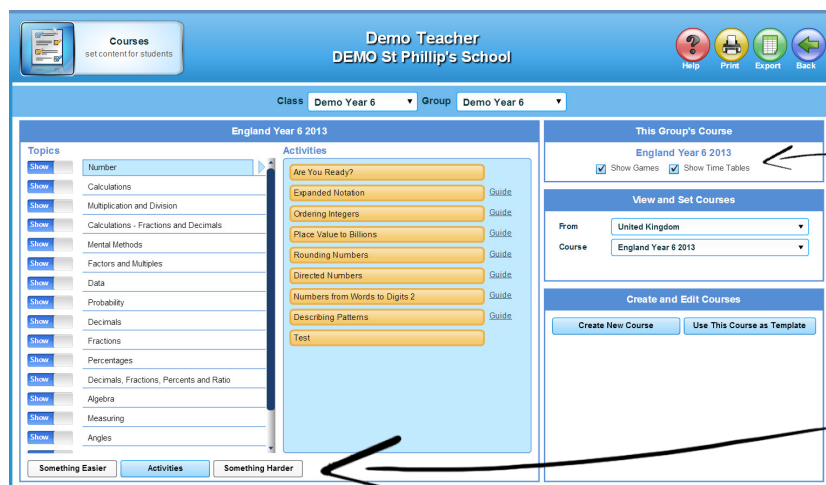 Courses
set content for students
Demo Teacher
DEMO St Phillip's School
Help Print Export Back
Class Demo Year 6 Group Demo Year 6
England Year 6 2013
Topics
Show Number
Show Calculations
Show Multiplication and Division
Show Calculations - Fractions and Decimals
Show Mental Methods
Show Factors and Multiples
Show Data
Show Probability
Show Decimals
Show Fractions
Show Percentages
Show Decimals, Fractions, Percents and Ratio
Show Algebra
Show Measuring
Show Angles
Activities
Are You Ready?
Expanded Notation Guide
Ordering Integers Guide
Place Value to Billions Guide
Rounding Numbers Guide
Directed Numbers Guide
Numbers from Words to Digits 2 Guide
Describing Patterns Guide
Test
Something Easier Activities Something Harder
This Group's Course
England Year 6 2013
Show Games Show Time Tables
View and Set Courses
From United Kingdom
Course England Year 6 2013
Create and Edit Courses
Create New Course Use This Course as Template